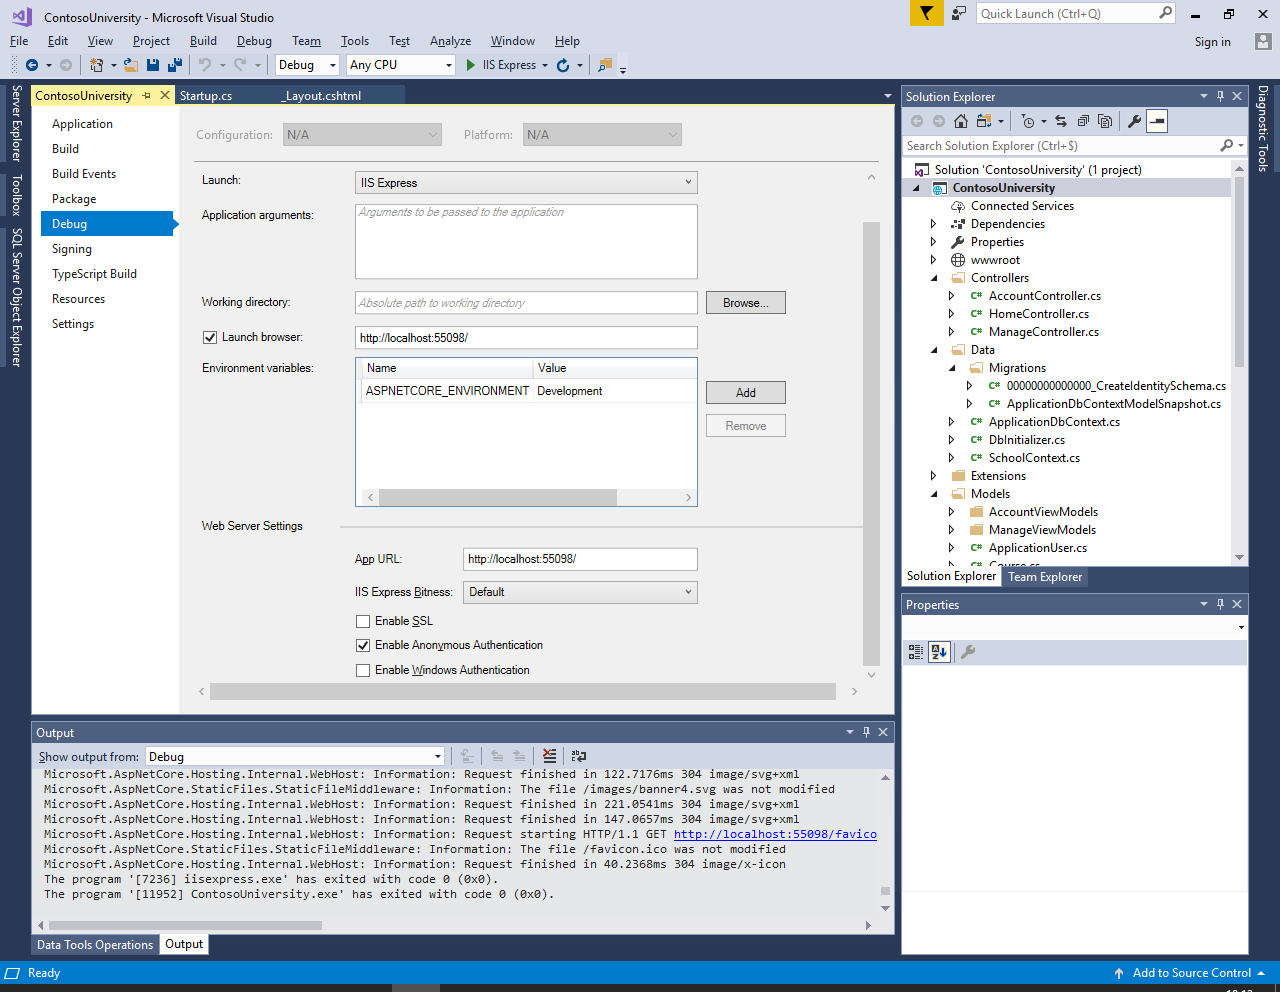 ContosoUniversity - Microsoft Visual Studio
Quick Launch (Ctrl+Q)
File Edit View Project Build Debug Team Tools Test Analyze Window Help
Sign in
Debug Any CPU IIS Express
Server Explorer
Toolbox
SQL Server Object Explorer
ContosoUniversity Startup.cs _Layout.cshtml
Application
Build
Build Events
Package
Debug
Signing
TypeScript Build
Resources
Settings
Configuration: N/A Platform: N/A
Launch: IIS Express
Application arguments: Arguments to be passed to the application
Working directory: Absolute path to working directory Browse...
Launch browser: http://localhost:55098/
Environment variables: Name Value
ASPNETCORE_ENVIRONMENT Development
Add
Remove
Web Server Settings
App URL: http://localhost:55098/
IIS Express Bitness: Default
Enable SSL
Enable Anonymous Authentication
Enable Windows Authentication
Output
Show output from: Debug
Microsoft.AspNetCore.Hosting.Internal.WebHost: Information: Request finished in 122.7176ms 304 image/svg+xml
Microsoft.AspNetCore.StaticFiles.StaticFileMiddleware: Information: The file /images/banner4.svg was not modified
Microsoft.AspNetCore.Hosting.Internal.WebHost: Information: Request finished in 221.0541ms 304 image/svg+xml
Microsoft.AspNetCore.Hosting.Internal.WebHost: Information: Request finished in 147.0657ms 304 image/svg+xml
Microsoft.AspNetCore.Hosting.Internal.WebHost: Information: Request starting HTTP/1.1 GET http://localhost:55098/favico
Microsoft.AspNetCore.StaticFiles.StaticFileMiddleware: Information: The file /favicon.ico was not modified
Microsoft.AspNetCore.Hosting.Internal.WebHost: Information: Request finished in 40.2368ms 304 image/x-icon
The program '[7236] iisexpress.exe' has exited with code 0 (0x0).
The program '[11952] ContosoUniversity.exe' has exited with code 0 (0x0).
Data Tools Operations Output
Solution Explorer
Search Solution Explorer (Ctrl+$)
Solution 'ContosoUniversity' (1 project)
ContosoUniversity
Connected Services
Dependencies
Properties
wwwroot
Controllers
C# AccountController.cs
C# HomeController.cs
C# ManageController.cs
Data
Migrations
C# 00000000000000_CreateIdentitySchema.cs
C# ApplicationDbContextModelSnapshot.cs
C# ApplicationDbContext.cs
C# DbInitializer.cs
C# SchoolContext.cs
Extensions
Models
AccountViewModels
ManageViewModels
C# ApplicationUser.cs
C# Course.cs
Solution Explorer Team Explorer
Properties
Diagnostic Tools
Ready
Add to Source Control